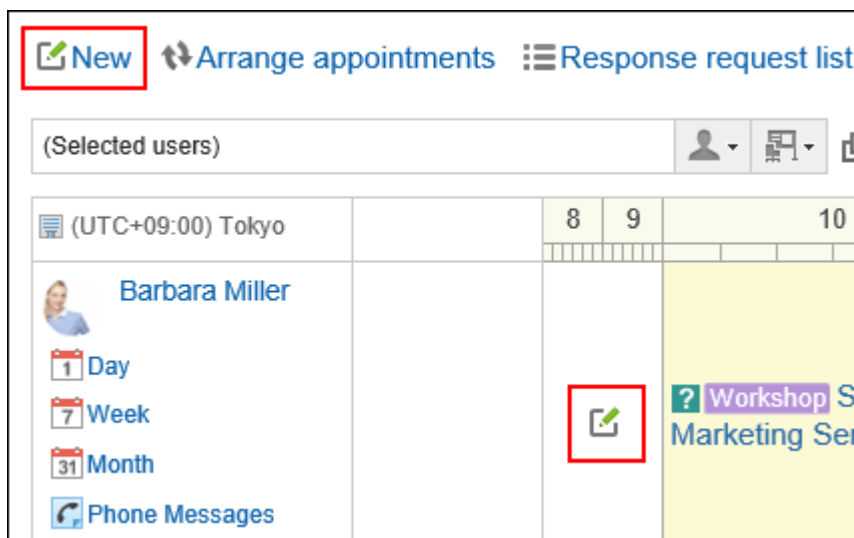 New Arrange appointments Response request list
(Selected users)
(UTC+09:00) Tokyo 8 9 10
Barbara Miller
1 Day
? Workshop S
7 Week
Marketing Ser
31 Month
Phone Messages